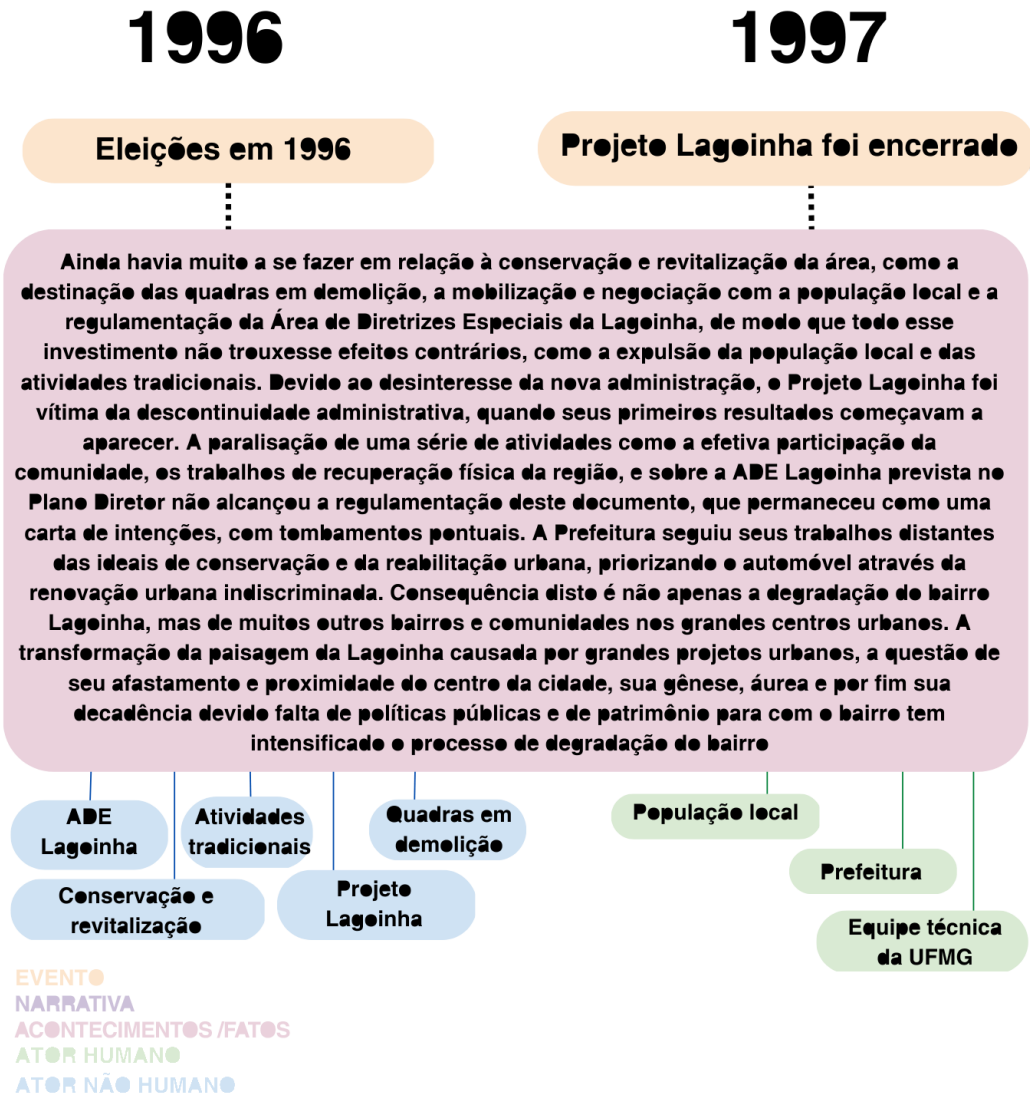 1996
1997
Eleições em 1996
Projeto Lagoinha foi encerrado
Ainda havia muito a se fazer em relação à conservação e revitalização da área, como a
destinação das quadras em demolição, a mobilização e negociação com a população local e a
regulamentação da Área de Diretrizes Especiais da Lagoinha, de modo que todo esse
investimento não trouxesse efeitos contrários, como a expulsão da população local e das
atividades tradicionais. Devido ao desinteresse da nova administração, o Projeto Lagoinha foi
vítima da descontinuidade administrativa, quando seus primeiros resultados começavam a
aparecer. A paralisação de uma série de atividades como a efetiva participação da
comunidade, os trabalhos de recuperação física da região, e sobre a ADE Lagoinha prevista no
Plano Diretor não alcançou a regulamentação deste documento, que permaneceu como uma
carta de intenções, com tombamentos pontuais. A Prefeitura seguiu seus trabalhos distantes
das ideais de conservação e da reabilitação urbana, priorizando o automóvel através da
renovação urbana indiscriminada. Consequência disto é não apenas a degradação do bairro
Lagoinha, mas de muitos outros bairros e comunidades nos grandes centros urbanos. A
transformação da paisagem da Lagoinha causada por grandes projetos urbanos, a questão de
seu afastamento e proximidade do centro da cidade, sua gênese, áurea e por fim sua
decadência devido falta de políticas públicas e de patrimônio para com o bairro tem
intensificado o processo de degradação do bairro
ADE
Lagoinha
Atividades
tradicionais
Quadras em
demolição
Conservação e
revitalização
Projeto
Lagoinha
População local
Prefeitura
Equipe técnica
da UFMG
EVENTO
NARRATIVA
ACONTECIMENTOS /FATOS
ATOR HUMANO
ATOR NÃO HUMANO